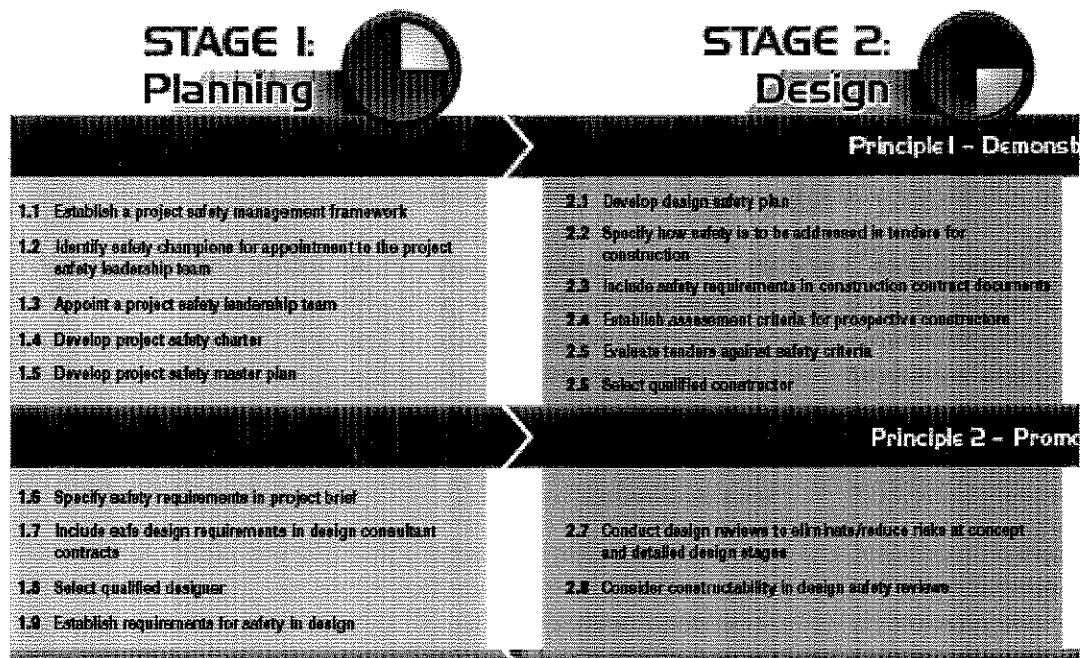 STAGE 1:
Planning
STAGE 2:
Design
Principle 1 – Demonst
1.1 Establish a project safety management framework
1.2 Identify safety champions for appointment to the project
safety leadership team
1.3 Appoint a project safety leadership team
1.4 Develop project safety charter
1.5 Develop project safety master plan
2.1 Develop design safety plan
2.2 Specify how safety is to be addressed in tenders for
construction
2.3 Include safety requirements in construction contract documents
2.4 Establish assessment criteria for prospective constructors
2.5 Evaluate tenders against safety criteria
2.6 Select qualified constructor
Principle 2 – Promo
1.6 Specify safety requirements in project brief
1.7 Include safe design requirements in design consultant
contracts
1.8 Select qualified designer
1.9 Establish requirements for safety in design
2.7 Conduct design reviews to eliminate/reduce risks at concept
and detailed design stages
2.8 Consider constructability in design safety reviews